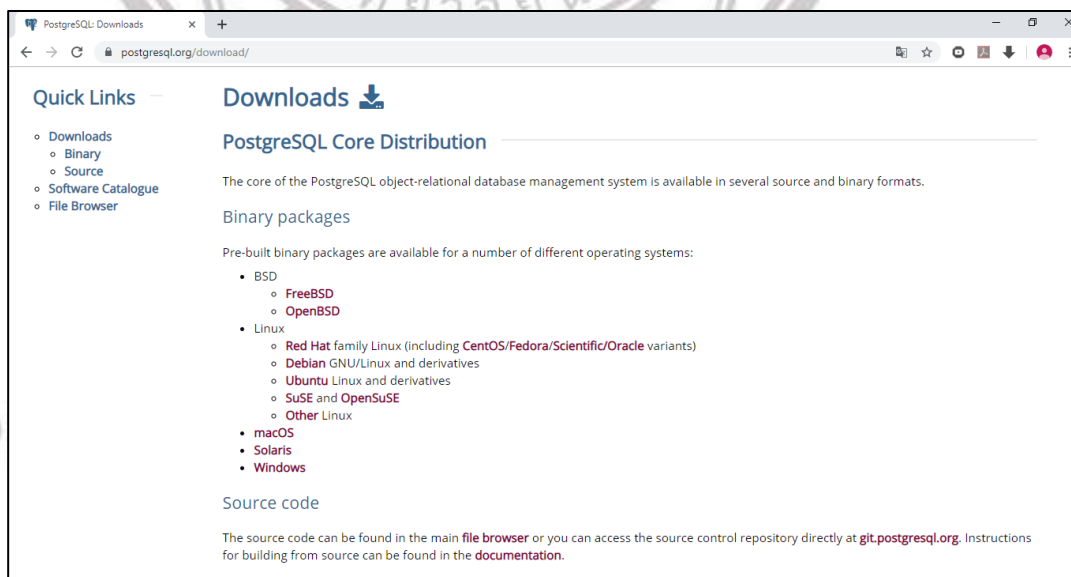 PostgreSQL: Downloads
postgresql.org/download/
Quick Links
Downloads
Binary
Source
Software Catalogue
File Browser
Downloads
PostgreSQL Core Distribution
The core of the PostgreSQL object-relational database management system is available in several source and binary formats.
Binary packages
Pre-built binary packages are available for a number of different operating systems:
BSD
FreeBSD
OpenBSD
Linux
Red Hat family Linux (including CentOS/Fedora/Scientific/Oracle variants)
Debian GNU/Linux and derivatives
Ubuntu Linux and derivatives
SuSE and OpenSuSE
Other Linux
macOS
Solaris
Windows
Source code
The source code can be found in the main file browser or you can access the source control repository directly at git.postgresql.org. Instructions
for building from source can be found in the documentation.